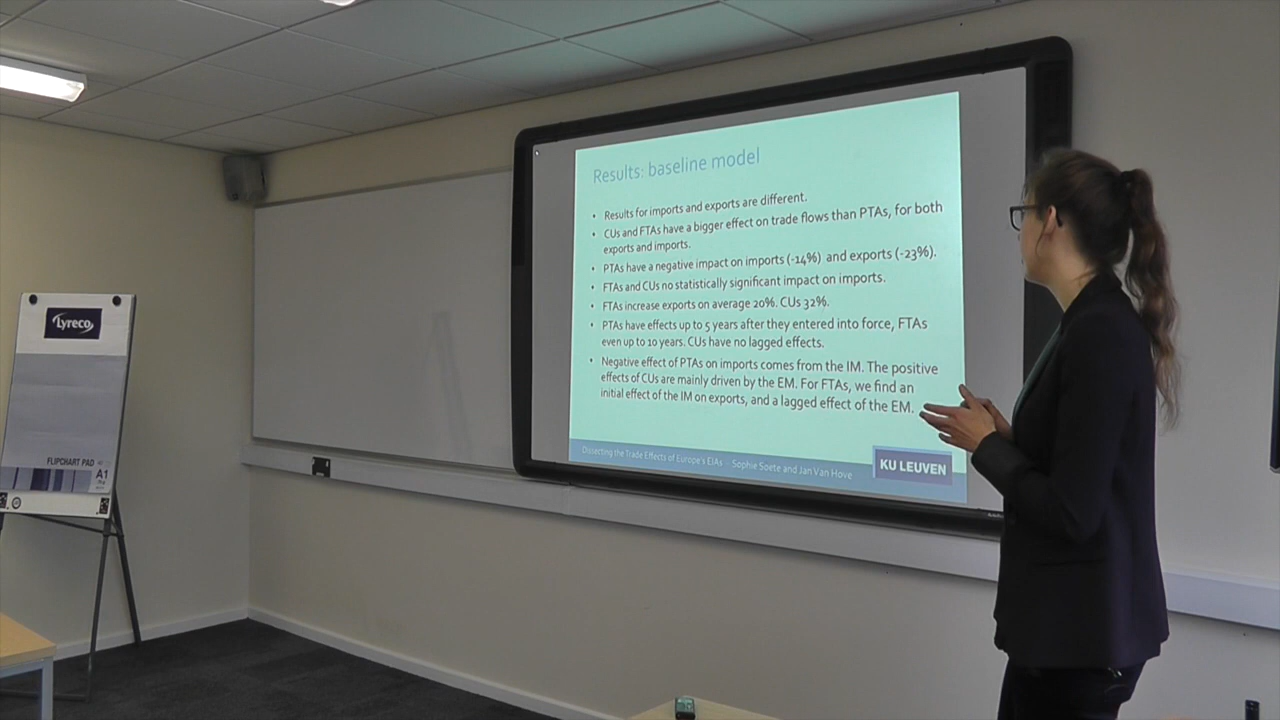 Results: baseline model
• Results for imports and exports are different.
• CUs and FTAs have a bigger effect on trade flows than PTAs, for both
exports and imports.
• PTAs have a negative impact on imports (-14%) and exports (-23%).
• FTAs and CUs no statistically significant impact on imports.
• FTAs increase exports on average 20%. CUs 32%.
• PTAs have effects up to 5 years after they entered into force, FTAs
even up to 10 years. CUs have no lagged effects.
• Negative effect of PTAs on imports comes from the IM. The positive
effects of CUs are mainly driven by the EM. For FTAs, we find an
initial effect of the IM on exports, and a lagged effect of the EM.
Dissecting the Trade Effects of Europe's EIAs Sophie Soete and Jan Van Hove
KU LEUVEN
Lyreco
FLIPCHART PAD
A1